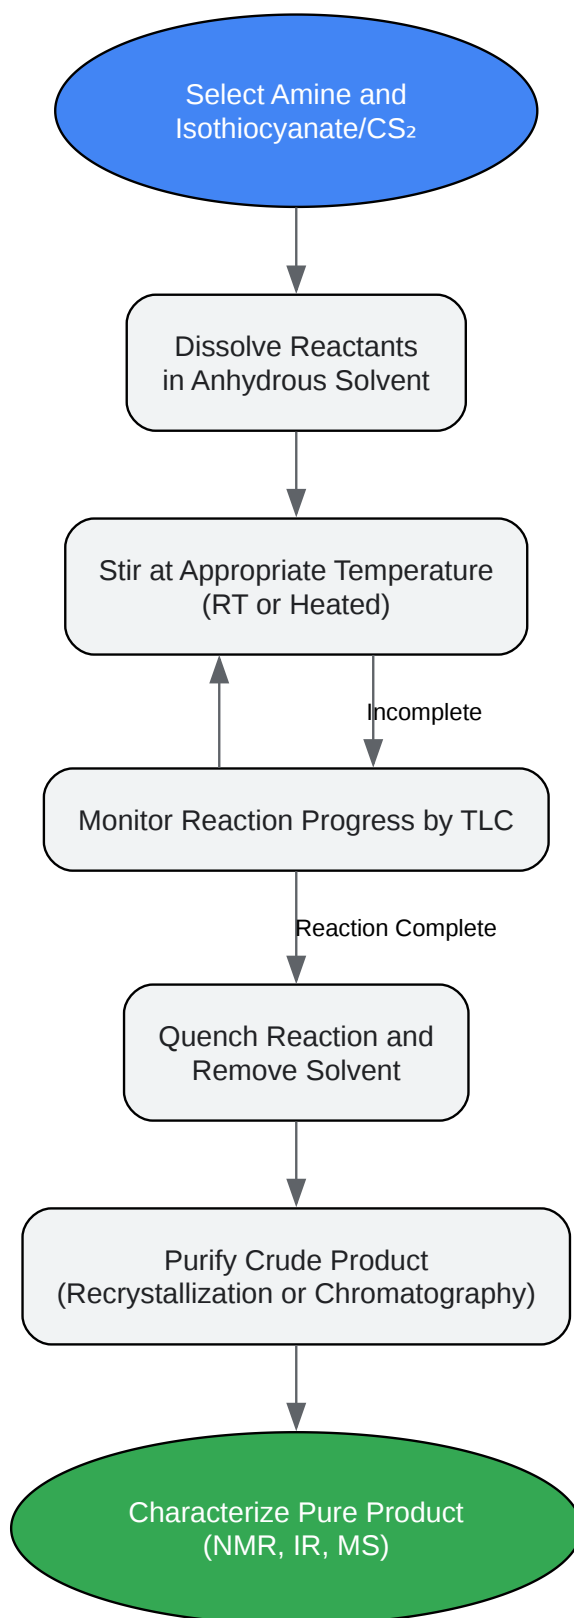 Select Amine and
Isothiocyanate/CS₂
Dissolve Reactants
in Anhydrous Solvent
Stir at Appropriate Temperature
(RT or Heated)
Incomplete
Monitor Reaction Progress by TLC
Reaction Complete
Quench Reaction and
Remove Solvent
Purify Crude Product
(Recrystallization or Chromatography)
Characterize Pure Product
(NMR, IR, MS)